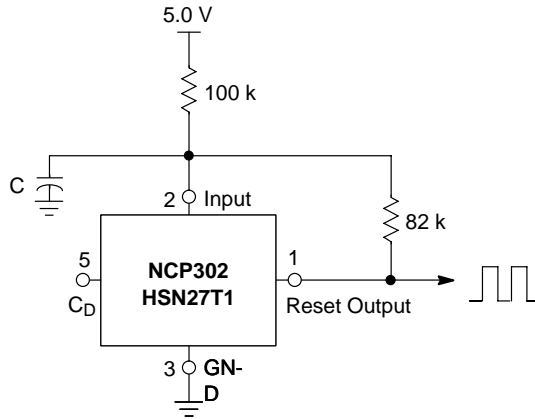 5.0 V
100 k
C
2 Input
82 k
5
NCP302
1
HSN27T1
CD
Reset Output
3 GN-
D